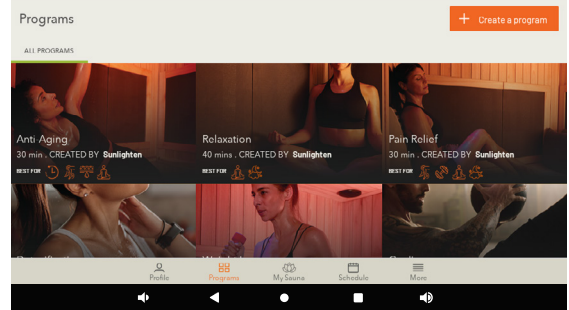 Programs
+ Create a program
ALL PROGRAMS
Anti-Aging
30 min . CREATED BY Sunlighten
BEST FOR
Relaxation
40 mins . CREATED BY Sunlighten
BEST FOR
Pain Relief
30 min . CREATED BY Sunlighten
BEST FOR
Profile
Programs
My Sauna
Schedule
More